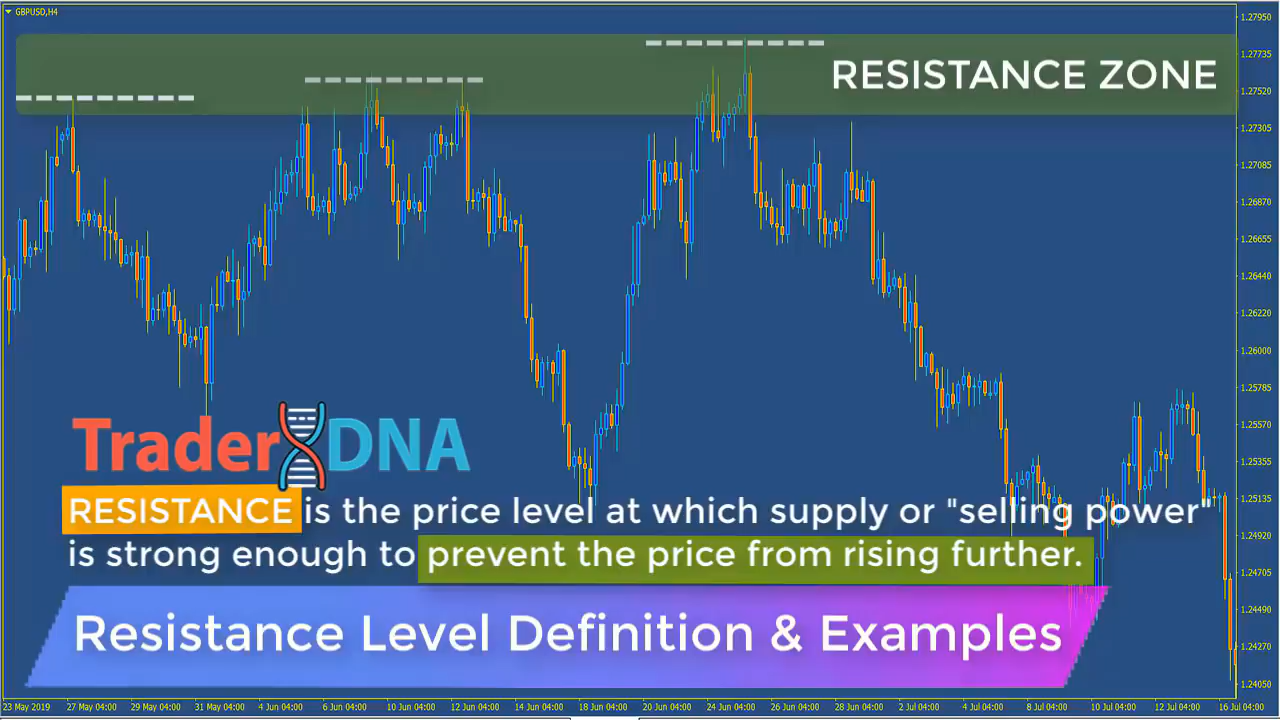 GBPUSD,H4
RESISTANCE ZONE
1.27950
1.27735
1.27520
1.27305
1.27085
1.26870
1.26655
1.26440
1.26220
1.26000
1.25785
1.25570
1.25355
1.25135
1.24920
1.24705
1.24490
1.24270
1.24050
TraderDNA
RESISTANCE is the price level at which supply or "selling power"
is strong enough to prevent the price from rising further.
Resistance Level Definition & Examples
23 May 2019 27 May 04:00 29 May 04:00 31 May 04:00 4 Jun 04:00 6 Jun 04:00 10 Jun 04:00 12 Jun 04:00 14 Jun 04:00 18 Jun 04:00 20 Jun 04:00 24 Jun 04:00 26 Jun 04:00 28 Jun 04:00 2 Jul 04:00 4 Jul 04:00 8 Jul 04:00 10 Jul 04:00 12 Jul 04:00 16 Jul 04:00